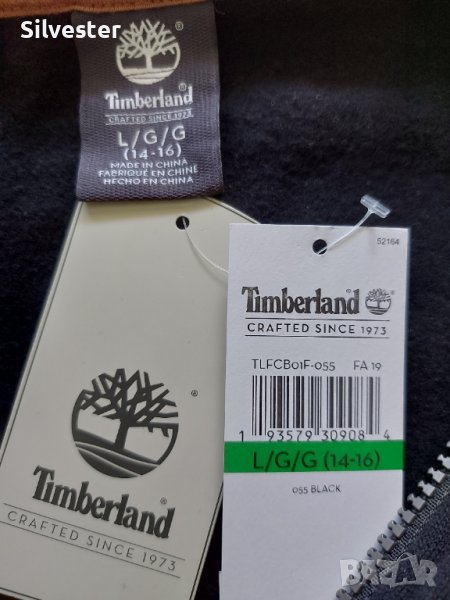 Silvester
Timberland
CRAFTED SINCE 1973
L/G/G
(14-16)
MADE IN CHINA
FABRIQUÉ EN CHINE
HECHO EN CHINA
52164
Timberland
CRAFTED SINCE 1973
TLFCB01F-055 FA 19
1 93579 30908 4
L/G/G (14-16)
055 BLACK
Timberland
CRAFTED SINCE 1973
BAZAR